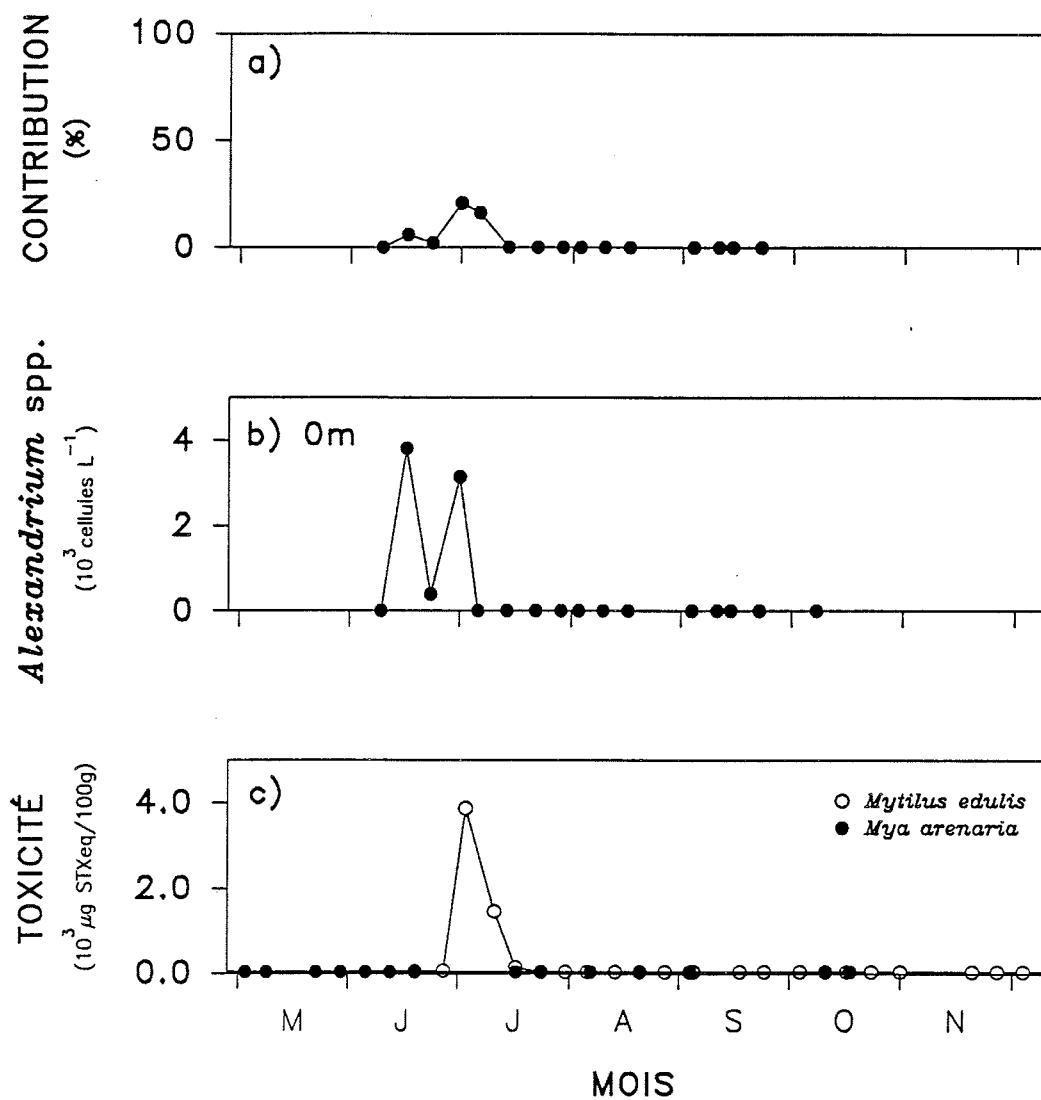 CONTRIBUTION
(%)
100
50
0
a)
Alexandrium spp.
(10³ cellules L⁻¹)
4
2
0
b) 0m
TOXICITÉ
(10³ µg STXeq/100g)
4.0
2.0
0.0
c)
Mytilus edulis
Mya arenaria
M J J A S O N
MOIS